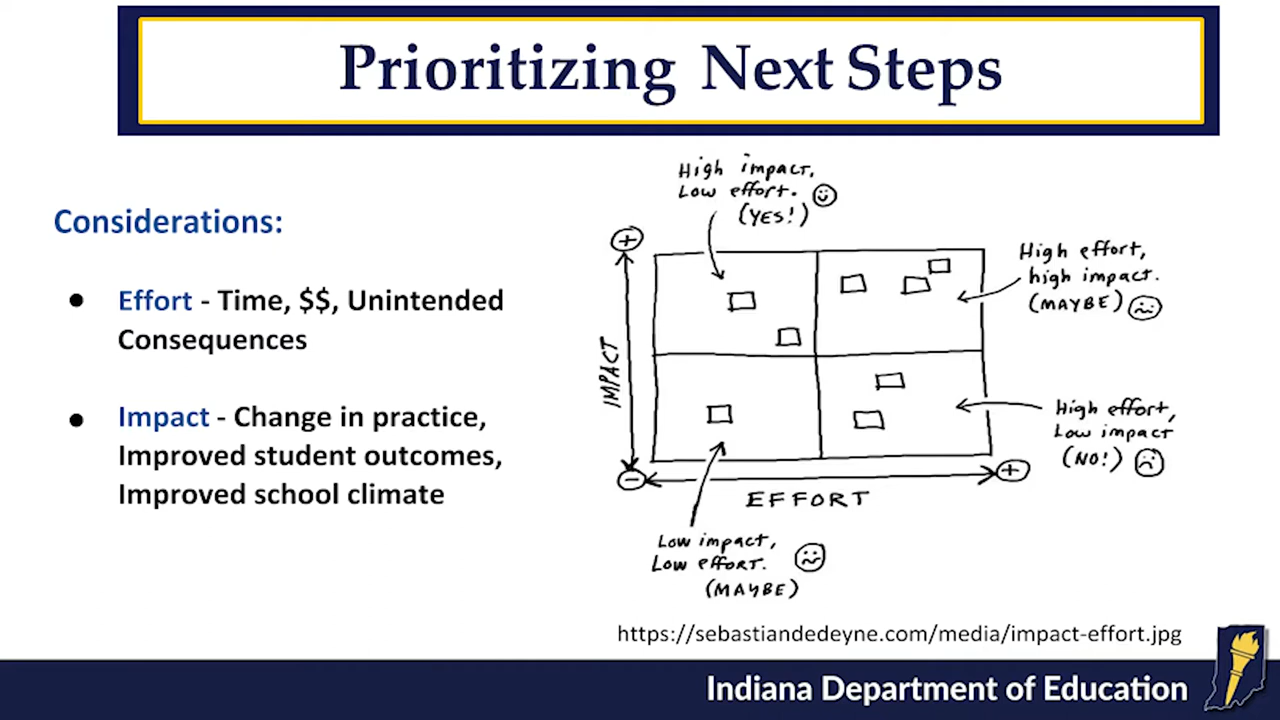 Prioritizing Next Steps
Considerations:
• Effort - Time, $$, Unintended
Consequences
• Impact - Change in practice,
Improved student outcomes,
Improved school climate
High impact,
Low effort.
(YES!)
High effort,
high impact.
(MAYBE)
IMPACT
High effort,
Low impact
(NO!)
EFFORT
Low impact,
Low effort.
(MAYBE)
https://sebastiandedeyne.com/media/impact-effort.jpg
Indiana Department of Education